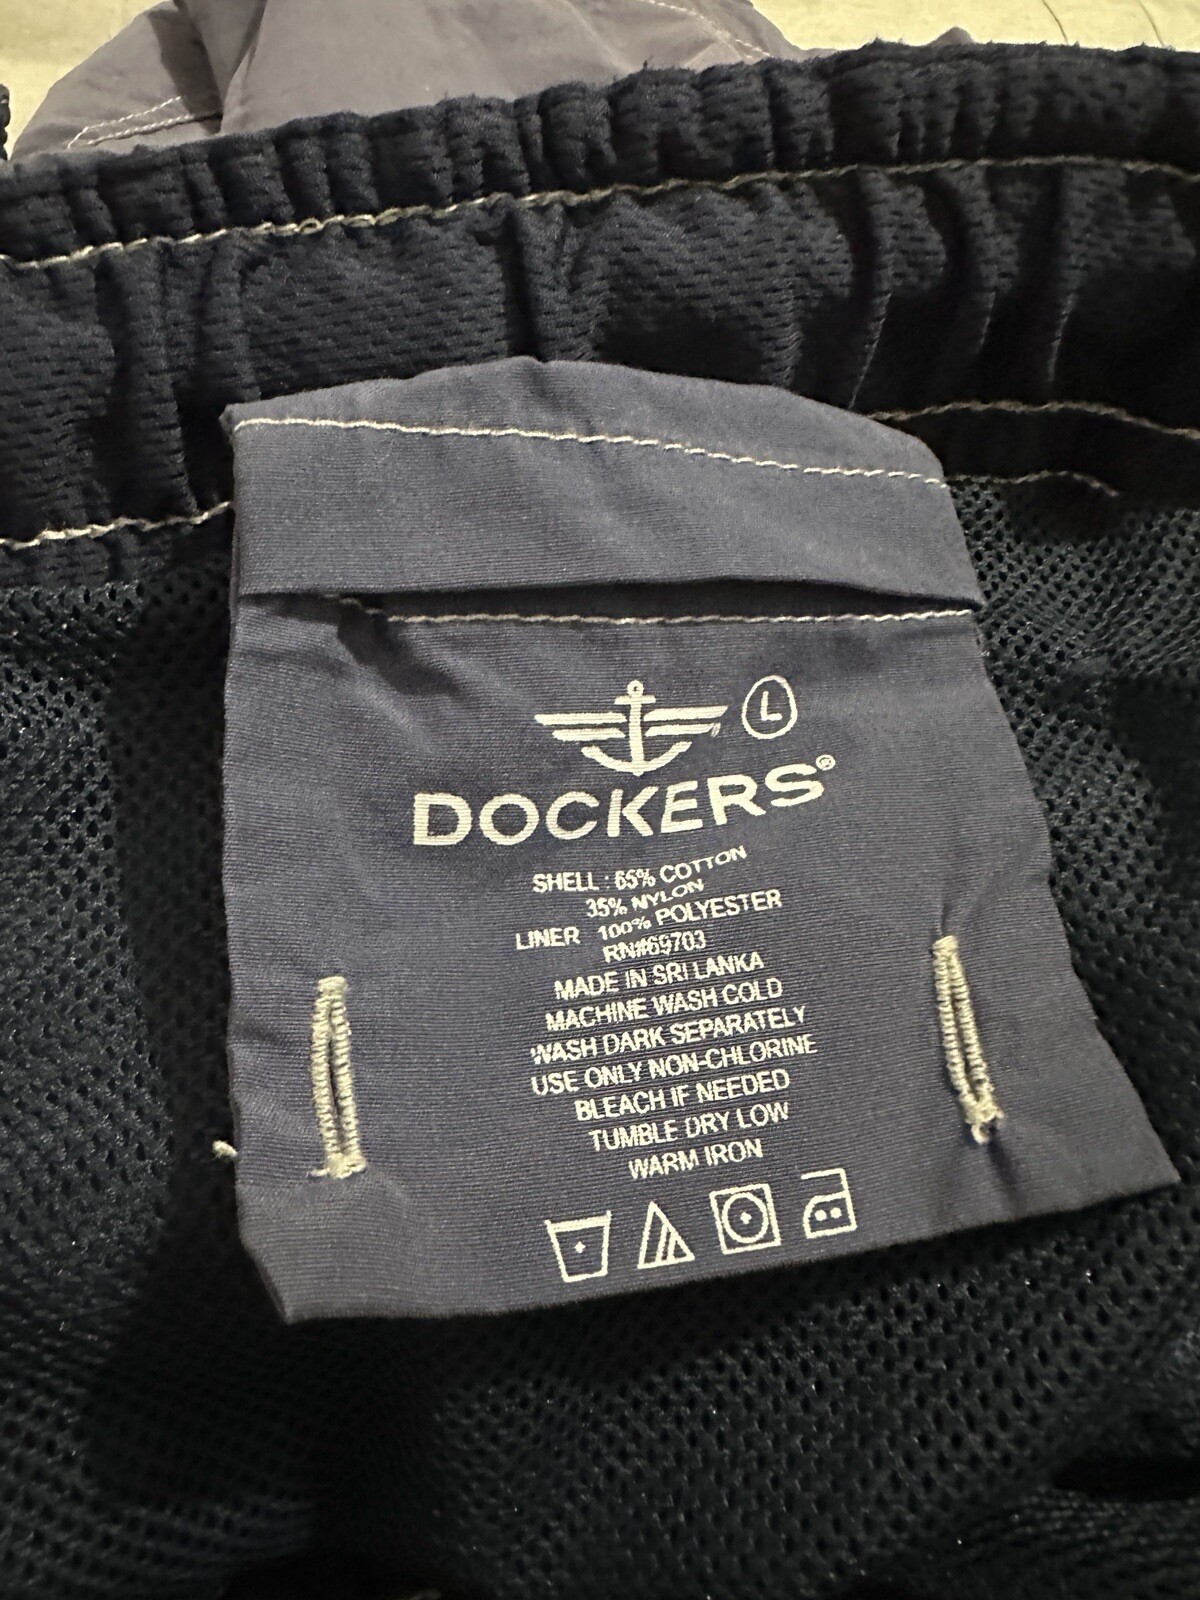 L
DOCKERS®
SHELL : 65% COTTON
35% NYLON
LINER 100% POLYESTER
RN#69703
MADE IN SRI LANKA
MACHINE WASH COLD
WASH DARK SEPARATELY
USE ONLY NON-CHLORINE
BLEACH IF NEEDED
TUMBLE DRY LOW
WARM IRON